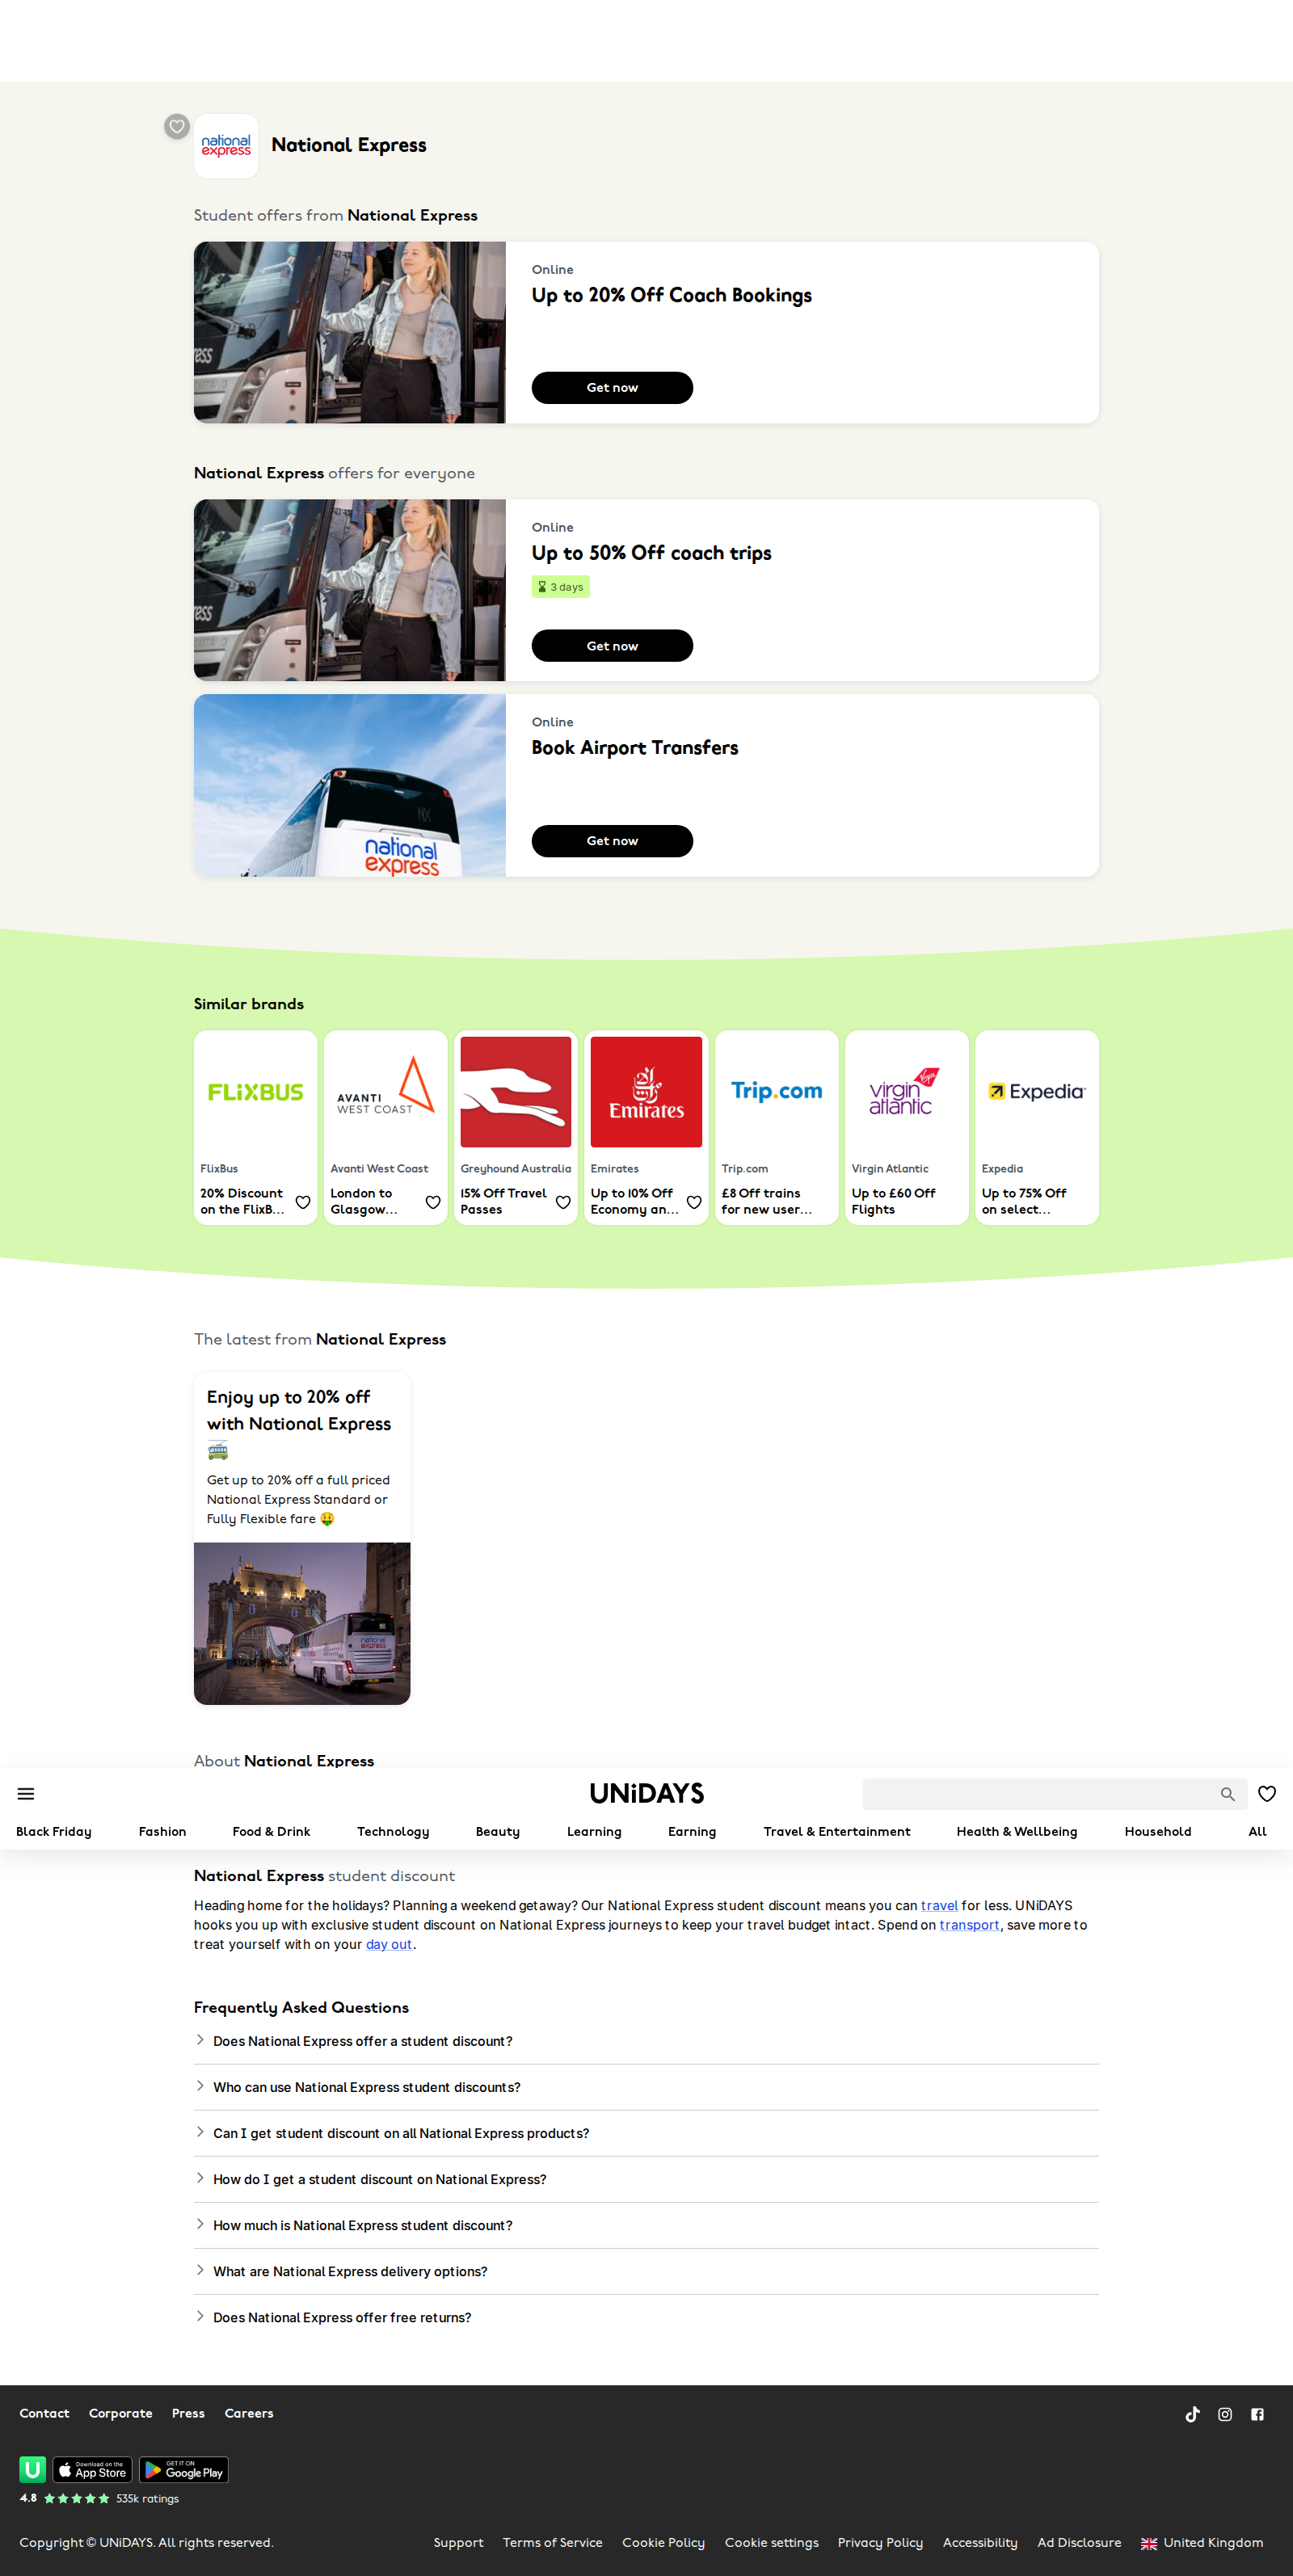 national
express
National Express
Student offers from National Express
Online
Up to 20% Off Coach Bookings
Get now
National Express offers for everyone
Online
Up to 50% Off coach trips
3 days
Get now
Online
Book Airport Transfers
national
express
Get now
Similar brands
FLiXBUS
FlixBus
20% Discount
on the FlixB...
AVANTI
WEST COAST
Avanti West Coast
London to
Glasgow...
Greyhound Australia
15% Off Travel
Passes
Emirates
Emirates
Up to 10% Off
Economy an...
Trip.com
Trip.com
£8 Off trains
for new user...
Virgin
virgin
atlantic
Virgin Atlantic
Up to £60 Off
Flights
Expedia
Expedia
Up to 75% Off
on select...
The latest from National Express
Enjoy up to 20% off
with National Express
🚎
Get up to 20% off a full priced
National Express Standard or
Fully Flexible fare 🤑
national
express
About National Express
UNiDAYS
Black Friday Fashion Food & Drink Technology Beauty Learning Earning Travel & Entertainment Health & Wellbeing Household All
National Express student discount
Heading home for the holidays? Planning a weekend getaway? Our National Express student discount means you can travel for less. UNiDAYS
hooks you up with exclusive student discount on National Express journeys to keep your travel budget intact. Spend on transport, save more to
treat yourself with on your day out.
Frequently Asked Questions
Does National Express offer a student discount?
Who can use National Express student discounts?
Can I get student discount on all National Express products?
How do I get a student discount on National Express?
How much is National Express student discount?
What are National Express delivery options?
Does National Express offer free returns?
Contact Corporate Press Careers
U Download on the App Store GET IT ON Google Play
4.8 535k ratings
Copyright © UNiDAYS. All rights reserved. Support Terms of Service Cookie Policy Cookie settings Privacy Policy Accessibility Ad Disclosure United Kingdom